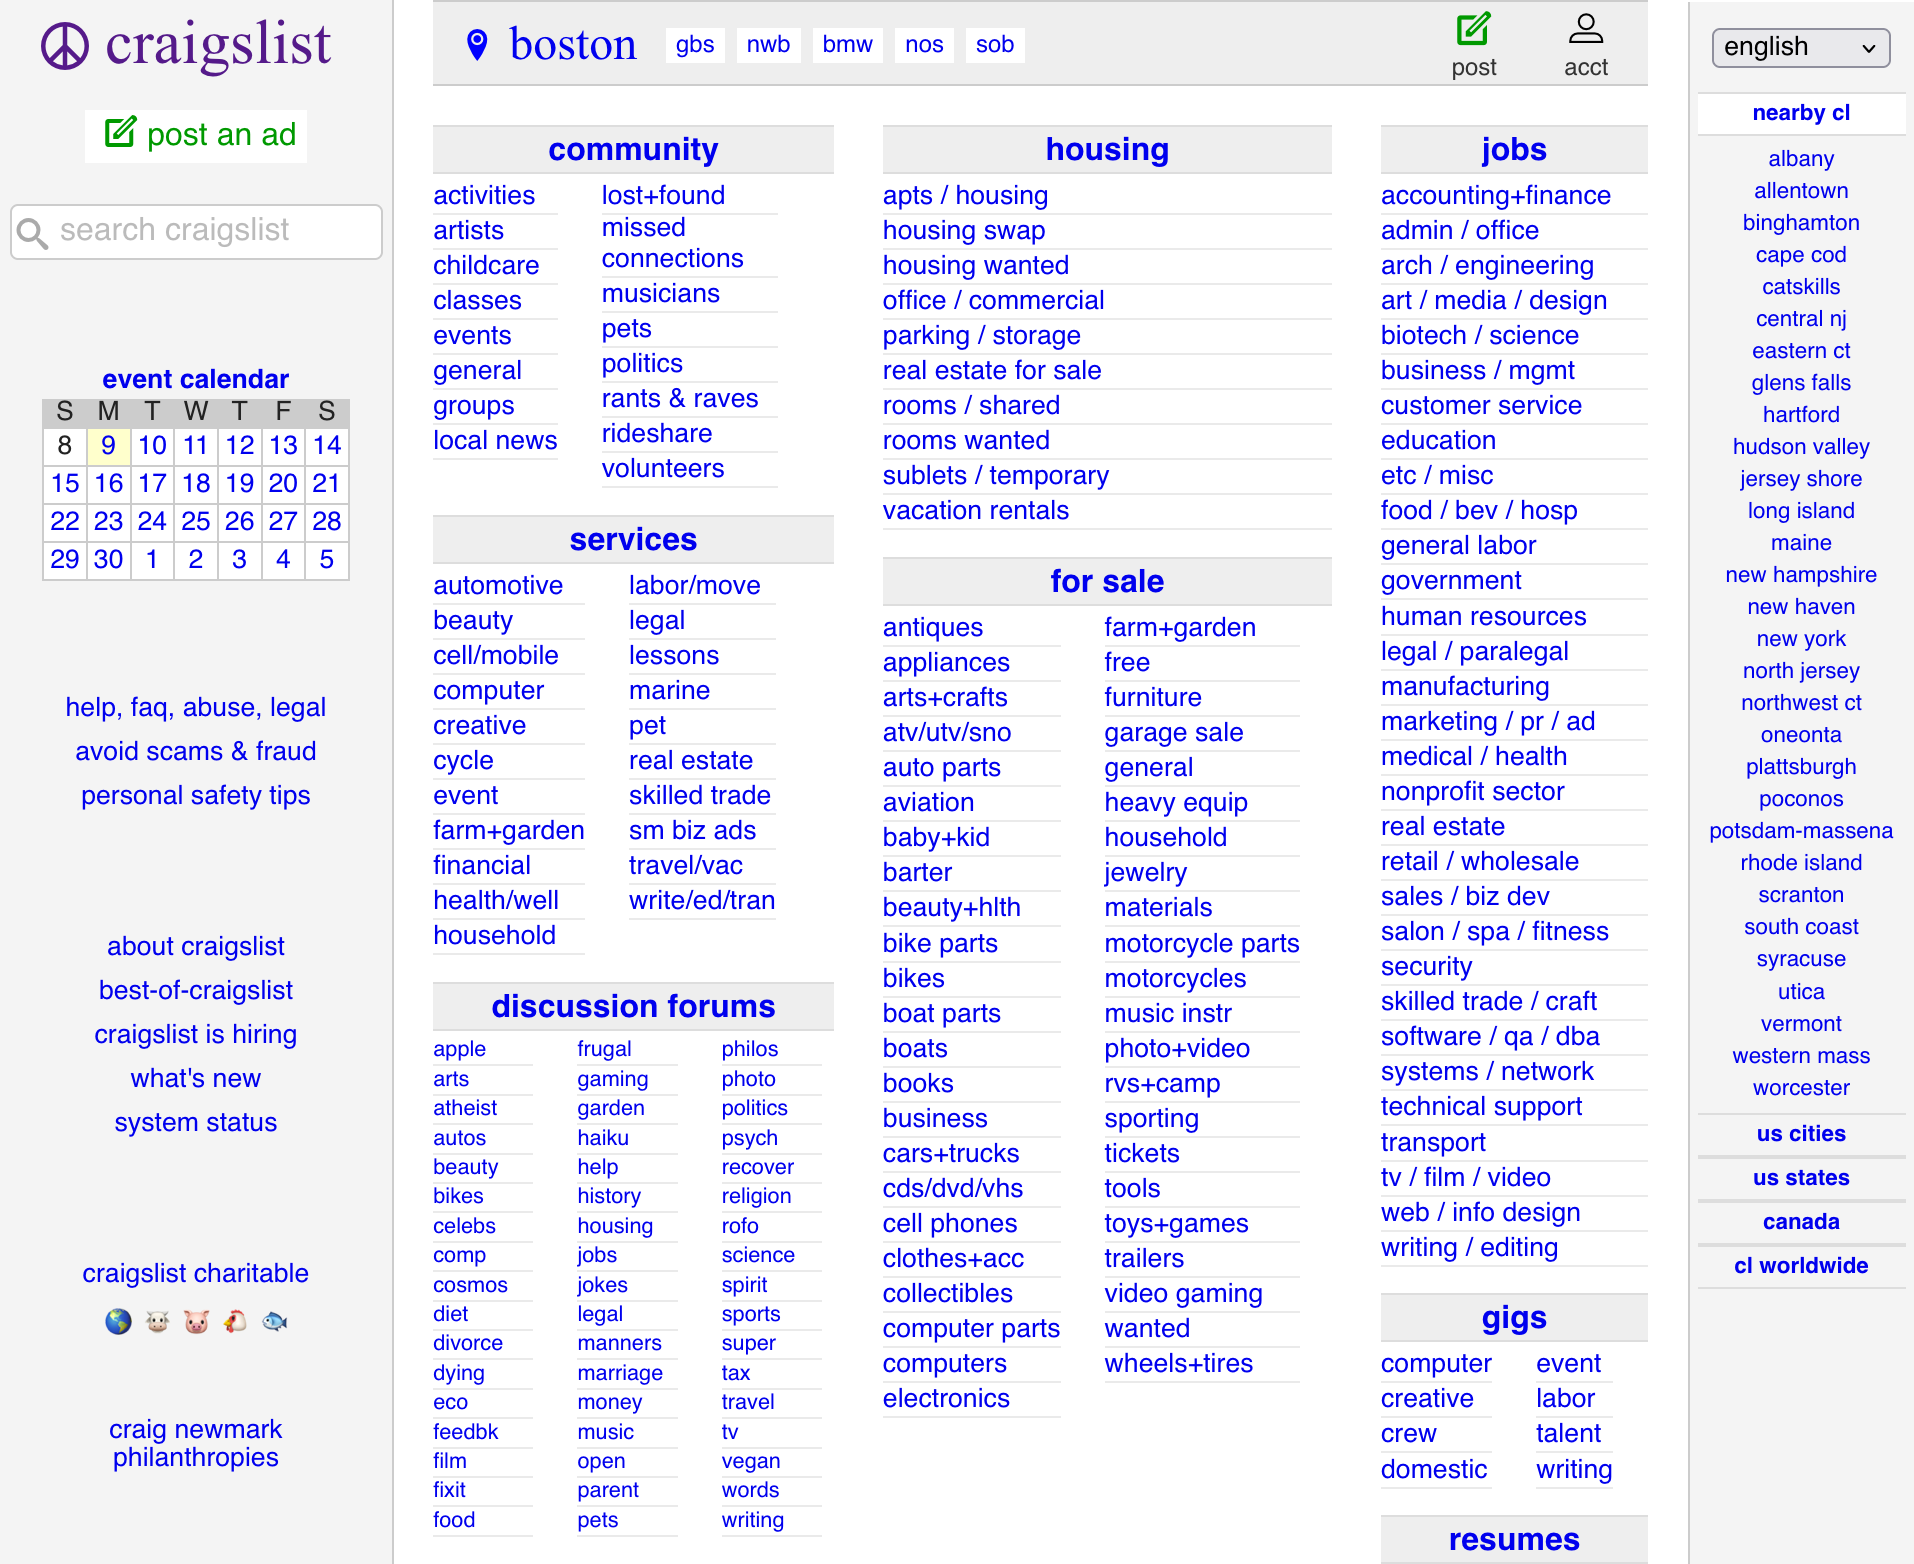 craigslist
post an ad
search craigslist
event calendar
S M T W T F S
8 9 10 11 12 13 14
15 16 17 18 19 20 21
22 23 24 25 26 27 28
29 30 1 2 3 4 5
help, faq, abuse, legal
avoid scams & fraud
personal safety tips
about craigslist
best-of-craigslist
craigslist is hiring
what's new
system status
craigslist charitable
craig newmark
philanthropies
boston gbs nwb bmw nos sob
post
acct
community
activities
artists
childcare
classes
events
general
groups
local news
lost+found
missed
connections
musicians
pets
politics
rants & raves
rideshare
volunteers
services
automotive
beauty
cell/mobile
computer
creative
cycle
event
farm+garden
financial
health/well
household
labor/move
legal
lessons
marine
pet
real estate
skilled trade
sm biz ads
travel/vac
write/ed/tran
discussion forums
apple
arts
atheist
autos
beauty
bikes
celebs
comp
cosmos
diet
divorce
dying
eco
feedbk
film
fixit
food
frugal
gaming
garden
haiku
help
history
housing
jobs
jokes
legal
manners
marriage
money
music
open
parent
pets
philos
photo
politics
psych
recover
religion
rofo
science
spirit
sports
super
tax
travel
tv
vegan
words
writing
housing
apts / housing
housing swap
housing wanted
office / commercial
parking / storage
real estate for sale
rooms / shared
rooms wanted
sublets / temporary
vacation rentals
for sale
antiques
appliances
arts+crafts
atv/utv/sno
auto parts
aviation
baby+kid
barter
beauty+hlth
bike parts
bikes
boat parts
boats
books
business
cars+trucks
cds/dvd/vhs
cell phones
clothes+acc
collectibles
computer parts
computers
electronics
farm+garden
free
furniture
garage sale
general
heavy equip
household
jewelry
materials
motorcycle parts
motorcycles
music instr
photo+video
rvs+camp
sporting
tickets
tools
toys+games
trailers
video gaming
wanted
wheels+tires
jobs
accounting+finance
admin / office
arch / engineering
art / media / design
biotech / science
business / mgmt
customer service
education
etc / misc
food / bev / hosp
general labor
government
human resources
legal / paralegal
manufacturing
marketing / pr / ad
medical / health
nonprofit sector
real estate
retail / wholesale
sales / biz dev
salon / spa / fitness
security
skilled trade / craft
software / qa / dba
systems / network
technical support
transport
tv / film / video
web / info design
writing / editing
gigs
computer
creative
crew
domestic
event
labor
talent
writing
resumes
english
nearby cl
albany
allentown
binghamton
cape cod
catskills
central nj
eastern ct
glens falls
hartford
hudson valley
jersey shore
long island
maine
new hampshire
new haven
new york
north jersey
northwest ct
oneonta
plattsburgh
poconos
potsdam-massena
rhode island
scranton
south coast
syracuse
utica
vermont
western mass
worcester
us cities
us states
canada
cl worldwide